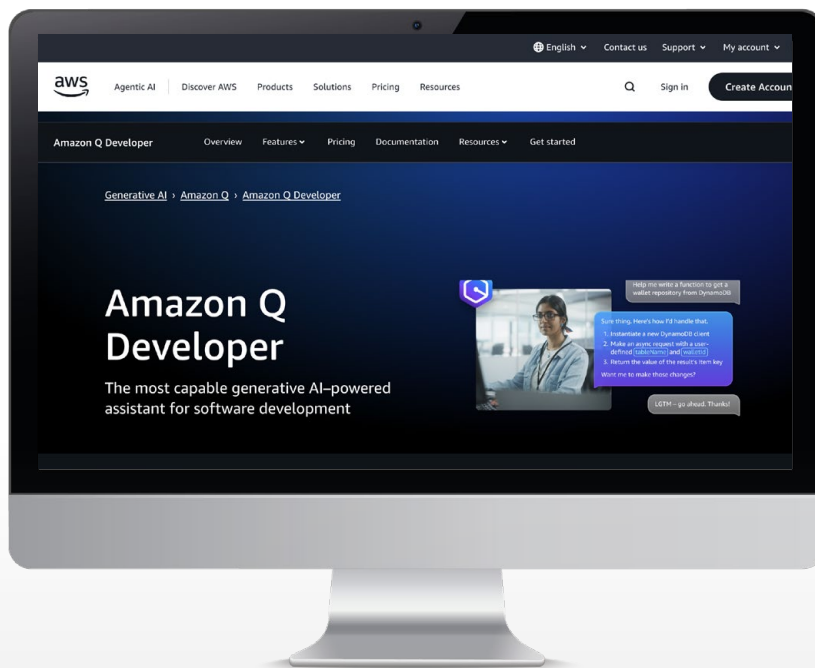 English
Contact us
Support
My account
aws
Agentic AI
Discover AWS
Products
Solutions
Pricing
Resources
Sign in
Create Accoun
Amazon Q Developer
Overview
Features
Pricing
Documentation
Resources
Get started
Generative AI › Amazon Q › Amazon Q Developer
Amazon Q
Developer
The most capable generative AI–powered
assistant for software development
Help me write a function to get a
wallet repository from DynamoDB
Sure thing. Here's how I'd handle that.
1. Instantiate a new DynamoDB client
2. Make an async request with a user-
defined tableName and walletId
3. Return the value of the result's item key
Want me to make those changes?
LGTM – go ahead. Thanks!